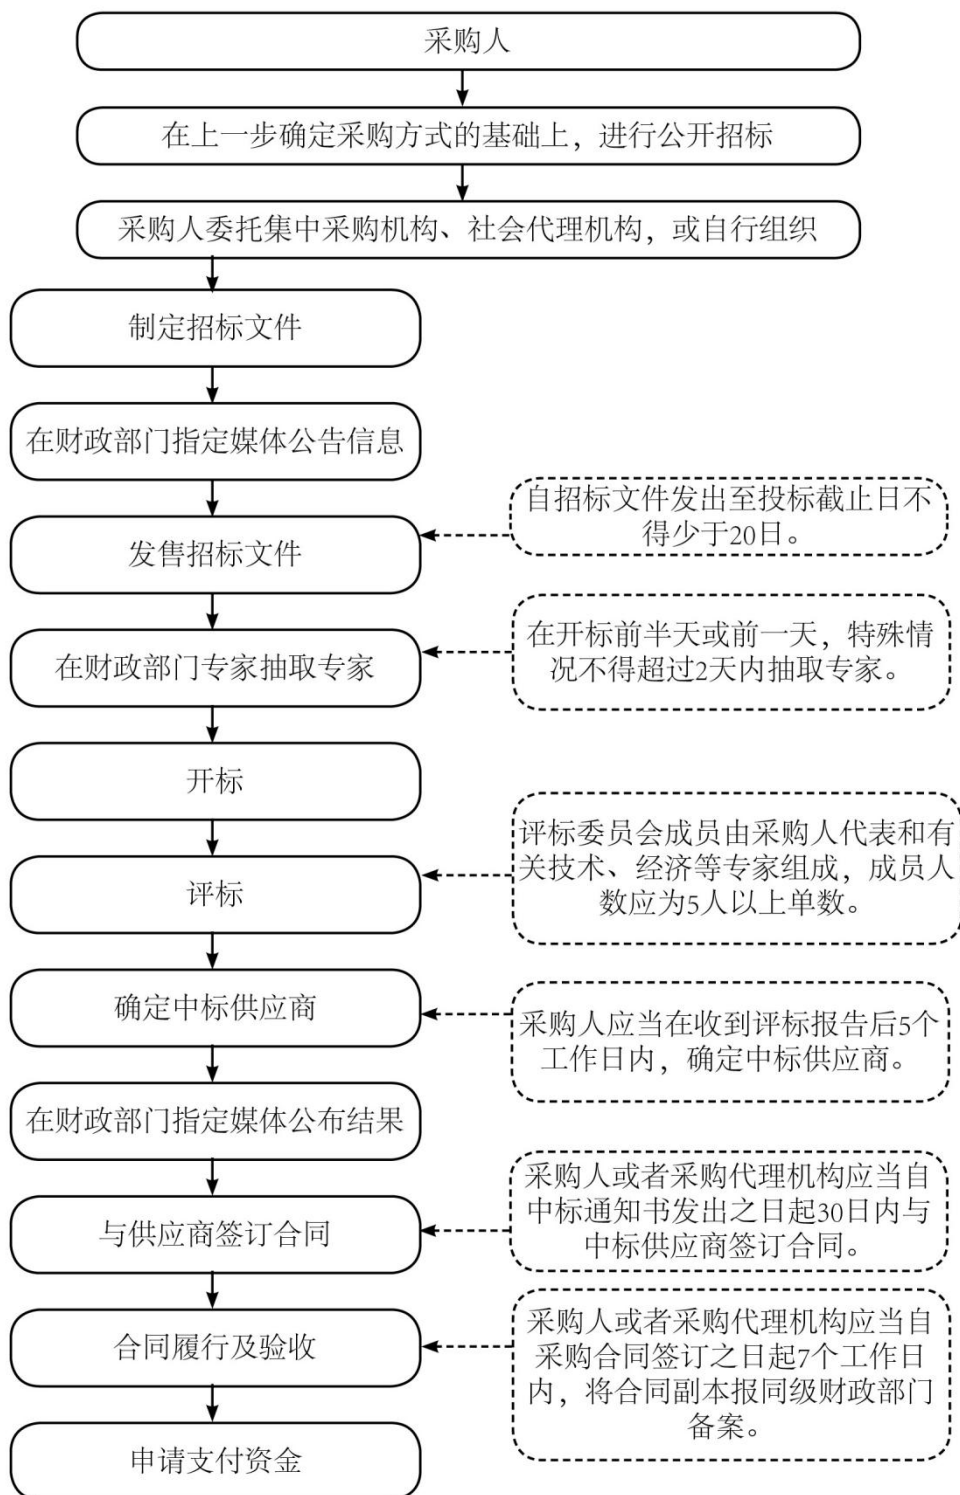 采购人
在上一步确定采购方式的基础上，进行公开招标
采购人委托集中采购机构、社会代理机构，或自行组织
制定招标文件
在财政部门指定媒体公告信息
自招标文件发出至投标截止日不
得少于20日。
发售招标文件
在开标前半天或前一天，特殊情
况不得超过2天内抽取专家。
在财政部门专家抽取专家
开标
评标委员会成员由采购人代表和有
关技术、经济等专家组成，成员人
数应为5人以上单数。
评标
确定中标供应商
采购人应当在收到评标报告后5个
工作日内，确定中标供应商。
在财政部门指定媒体公布结果
采购人或者采购代理机构应当自
中标通知书发出之日起30日内与
中标供应商签订合同。
与供应商签订合同
采购人或者采购代理机构应当自
采购合同签订之日起7个工作日
内，将合同副本报同级财政部门
备案。
合同履行及验收
申请支付资金